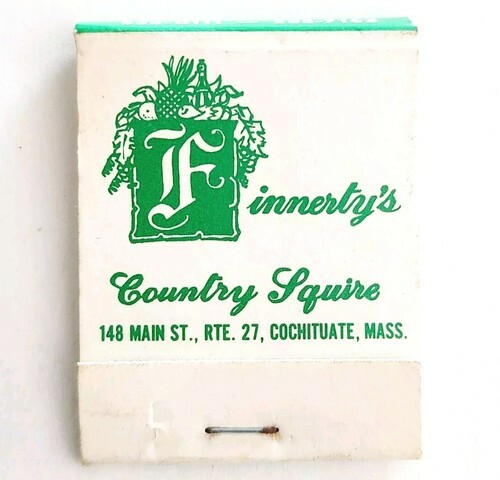 Finnerty's
Country Squire
148 MAIN ST., RTE. 27, COCHITUATE, MASS.